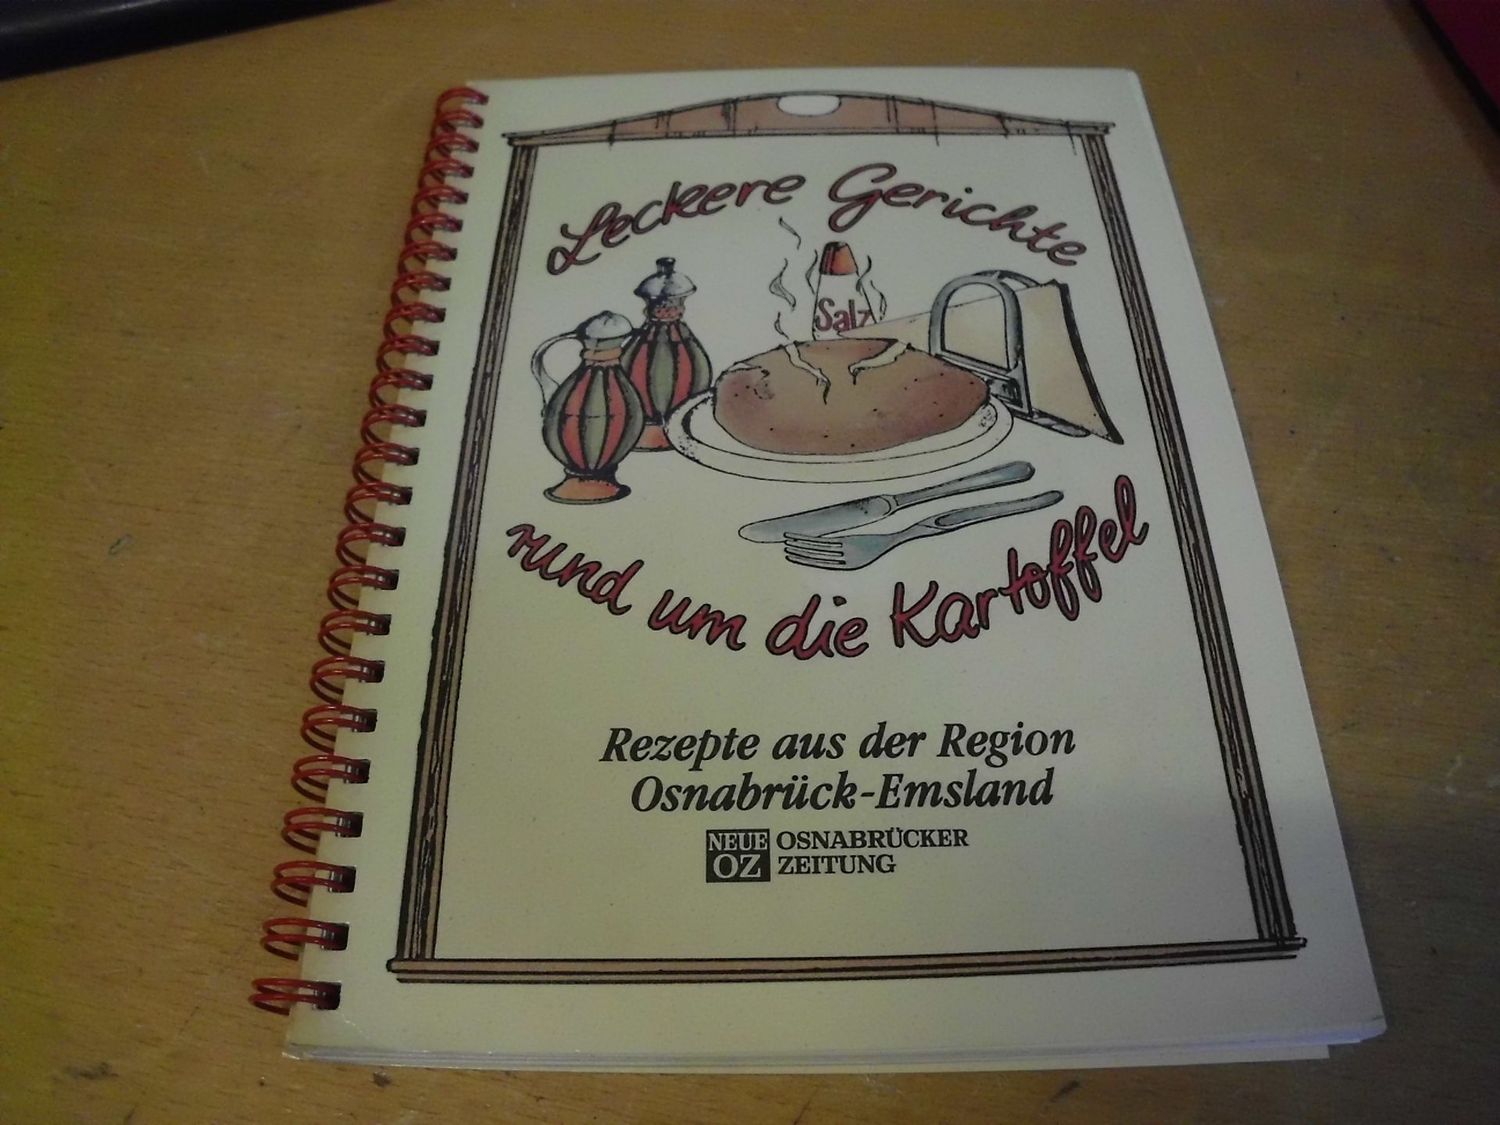 Leckere Gerichte
Salz
rund um die Kartoffel
Rezepte aus der Region
Osnabrück-Emsland
NEUE OZ OSNABRÜCKER
ZEITUNG